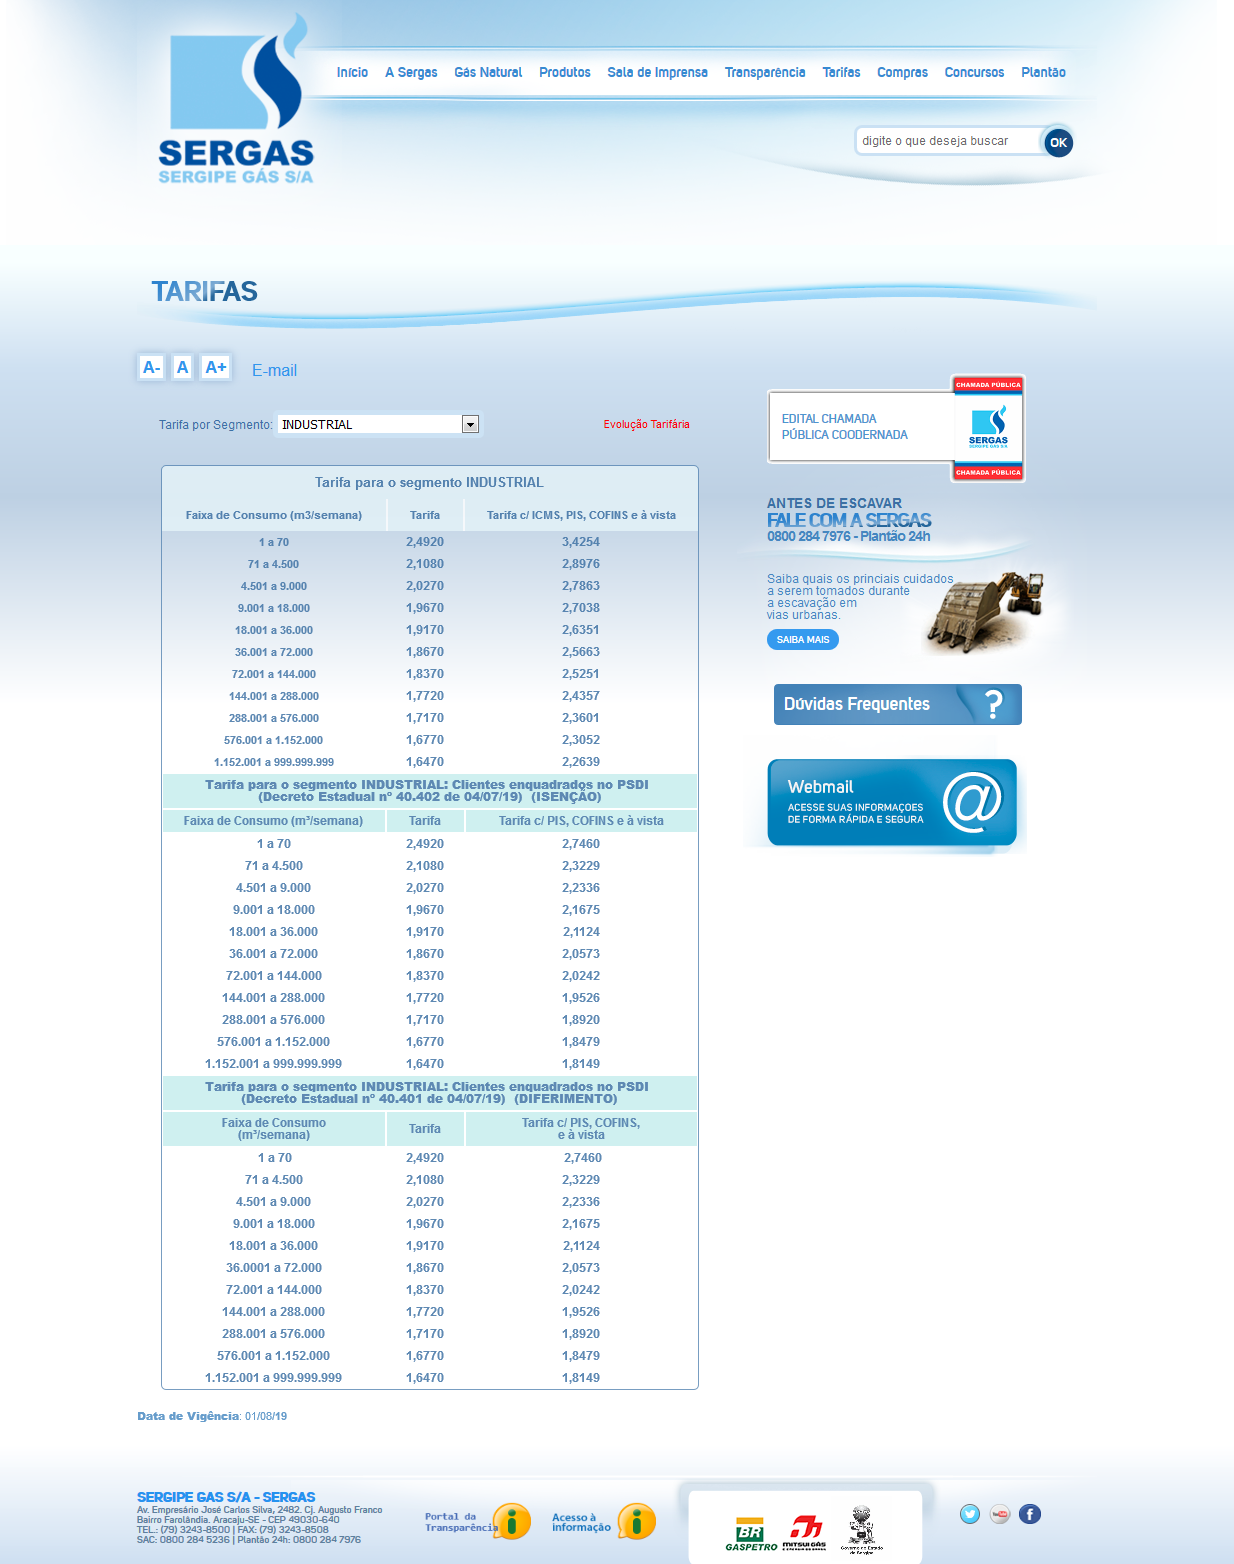 SERGAS
SERGIPE GÁS S/A
Início A Sergas Gás Natural Produtos Sala de Imprensa Transparência Tarifas Compras Concursos Plantão
digite o que deseja buscar OK
TARIFAS
A- A A+ E-mail
Tarifa por Segmento: INDUSTRIAL Evolução Tarifária
Tarifa para o segmento INDUSTRIAL
Faixa de Consumo (m3/semana) Tarifa Tarifa c/ ICMS, PIS, COFINS e à vista
1 a 70 2,4920 3,4254
71 a 4.500 2,1080 2,8976
4.501 a 9.000 2,0270 2,7863
9.001 a 18.000 1,9670 2,7038
18.001 a 36.000 1,9170 2,6351
36.001 a 72.000 1,8670 2,5663
72.001 a 144.000 1,8370 2,5251
144.001 a 288.000 1,7720 2,4357
288.001 a 576.000 1,7170 2,3601
576.001 a 1.152.000 1,6770 2,3052
1.152.001 a 999.999.999 1,6470 2,2639
Tarifa para o segmento INDUSTRIAL: Clientes enquadrados no PSDI
(Decreto Estadual nº 40.402 de 04/07/19) (ISENÇÃO)
Faixa de Consumo (m³/semana) Tarifa Tarifa c/ PIS, COFINS e à vista
1 a 70 2,4920 2,7460
71 a 4.500 2,1080 2,3229
4.501 a 9.000 2,0270 2,2336
9.001 a 18.000 1,9670 2,1675
18.001 a 36.000 1,9170 2,1124
36.001 a 72.000 1,8670 2,0573
72.001 a 144.000 1,8370 2,0242
144.001 a 288.000 1,7720 1,9526
288.001 a 576.000 1,7170 1,8920
576.001 a 1.152.000 1,6770 1,8479
1.152.001 a 999.999.999 1,6470 1,8149
Tarifa para o segmento INDUSTRIAL: Clientes enquadrados no PSDI
(Decreto Estadual nº 40.401 de 04/07/19) (DIFERIMENTO)
Faixa de Consumo
(m³/semana)
Tarifa
Tarifa c/ PIS, COFINS,
e à vista
1 a 70 2,4920 2,7460
71 a 4.500 2,1080 2,3229
4.501 a 9.000 2,0270 2,2336
9.001 a 18.000 1,9670 2,1675
18.001 a 36.000 1,9170 2,1124
36.0001 a 72.000 1,8670 2,0573
72.001 a 144.000 1,8370 2,0242
144.001 a 288.000 1,7720 1,9526
288.001 a 576.000 1,7170 1,8920
576.001 a 1.152.000 1,6770 1,8479
1.152.001 a 999.999.999 1,6470 1,8149
Data de Vigência: 01/08/19
CHAMADA PÚBLICA
EDITAL CHAMADA
PÚBLICA COODERNADA
SERGAS
SERGIPE GÁS S/A
CHAMADA PÚBLICA
ANTES DE ESCAVAR
FALE COM A SERGAS
0800 284 7976 - Plantão 24h
Saiba quais os princiais cuidados
a serem tomados durante
a escavação em
vias urbanas.
SAIBA MAIS
Dúvidas Frequentes ?
Webmail
ACESSE SUAS INFORMAÇOES
DE FORMA RÁPIDA E SEGURA
@
SERGIPE GAS S/A - SERGAS
Av. Empresário José Carlos Silva, 2482. Cj. Augusto Franco
Bairro Farolândia. Aracaju-SE - CEP 49030-640
TEL.: (79) 3243-8500 | FAX: (79) 3243-8508
SAC: 0800 284 5236 | Plantão 24h: 0800 284 7976
Portal da
Transparência
i
Acesso à
informação
i
BR
GASPETRO
MITSUI GÁS
E ENERGIA DO BRASIL
Governo do Estado
de Sergipe
You Tube
f